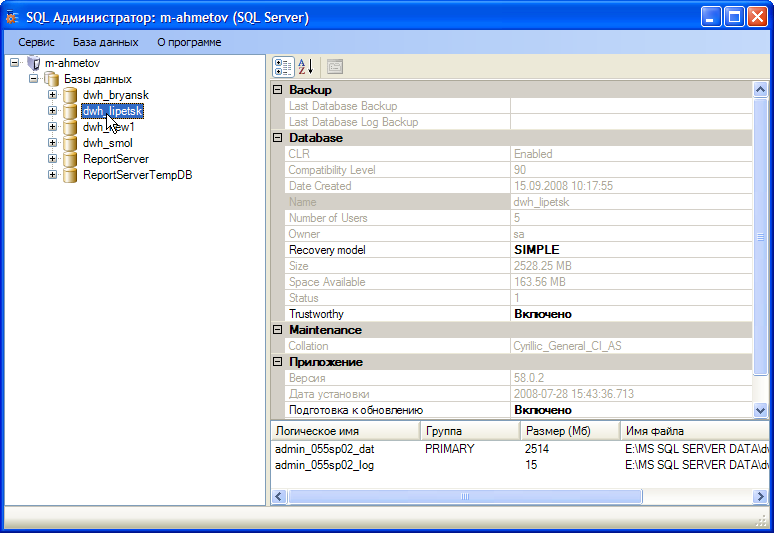 SQL Администратор: m-ahmetov (SQL Server)
Сервис База данных О программе
m-ahmetov
Базы данных
dwh_bryansk
dwh_lipetsk
dwh_new1
dwh_smol
ReportServer
ReportServerTempDB
Backup
Last Database Backup
Last Database Log Backup
Database
CLR Enabled
Compatibility Level 90
Date Created 15.09.2008 10:17:55
Name dwh_lipetsk
Number of Users 5
Owner sa
Recovery model SIMPLE
Size 2528.25 MB
Space Available 163.56 MB
Status 1
Trustworthy Включено
Maintenance
Collation Cyrillic_General_CI_AS
Приложение
Версия 58.0.2
Дата установки 2008-07-28 15:43:36.713
Подготовка к обновлению Включено
Логическое имя Группа Размер (Мб) Имя файла
admin_055sp02_dat PRIMARY 2514 E:\MS SQL SERVER DATA\d
admin_055sp02_log 15 E:\MS SQL SERVER DATA\d